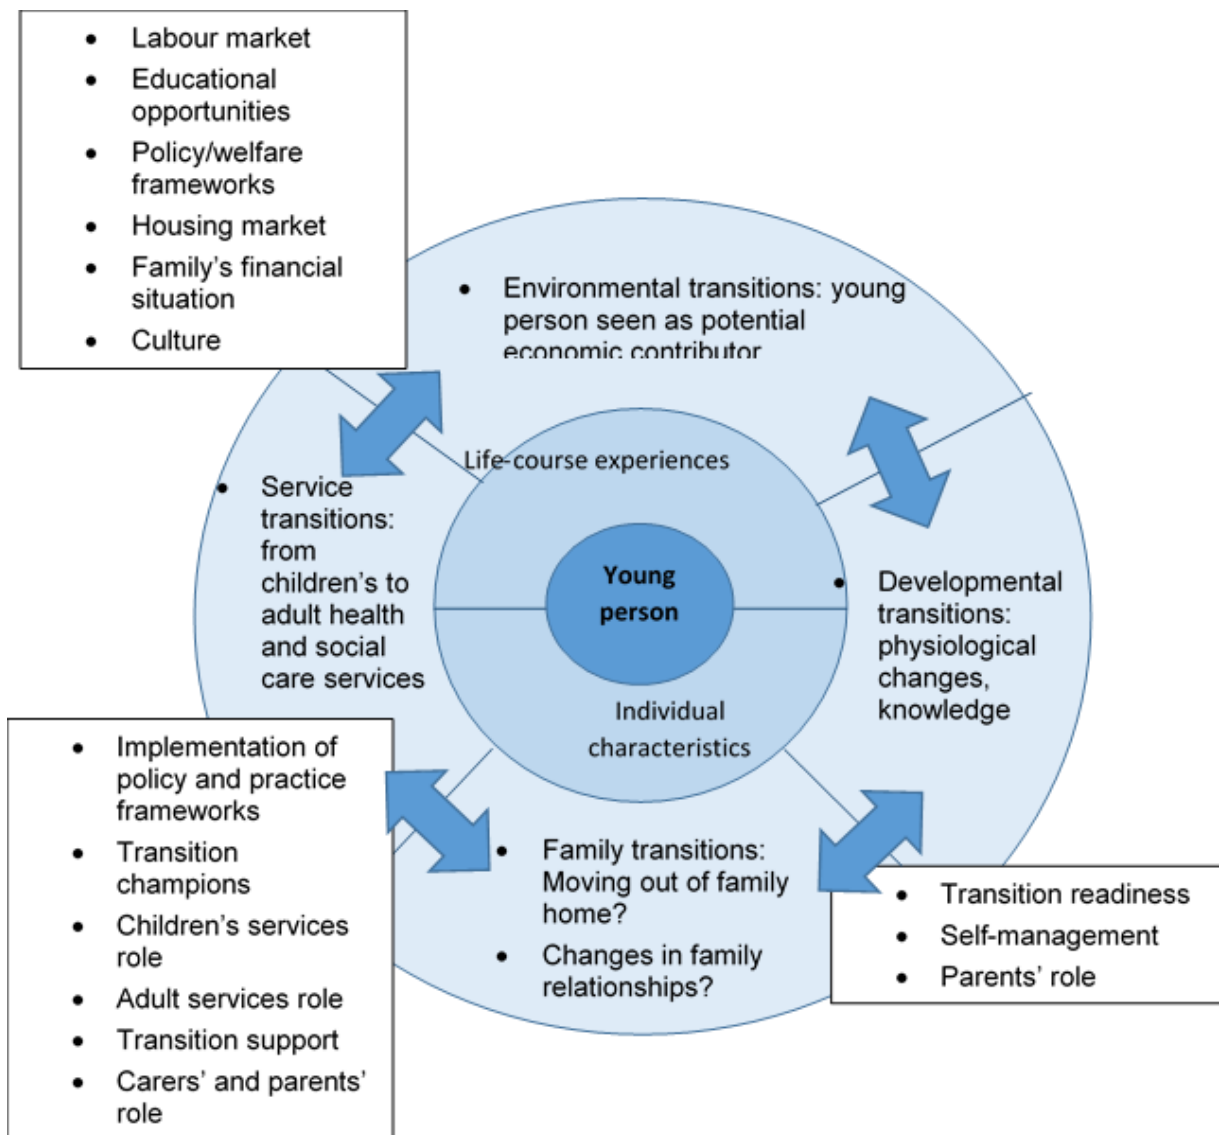 • Labour market
• Educational
opportunities
• Policy/welfare
frameworks
• Housing market
• Family’s financial
situation
• Culture
• Environmental transitions: young
person seen as potential
economic contributor
Life-course experiences
• Service
transitions:
from
children’s to
adult health
and social
care services
Young
person
• Developmental
transitions:
physiological
changes,
knowledge
Individual
characteristics
• Implementation of
policy and practice
frameworks
• Transition
champions
• Children’s services
role
• Adult services role
• Transition support
• Carers’ and parents’
role
• Family transitions:
Moving out of family
home?
• Changes in family
relationships?
• Transition readiness
• Self-management
• Parents’ role